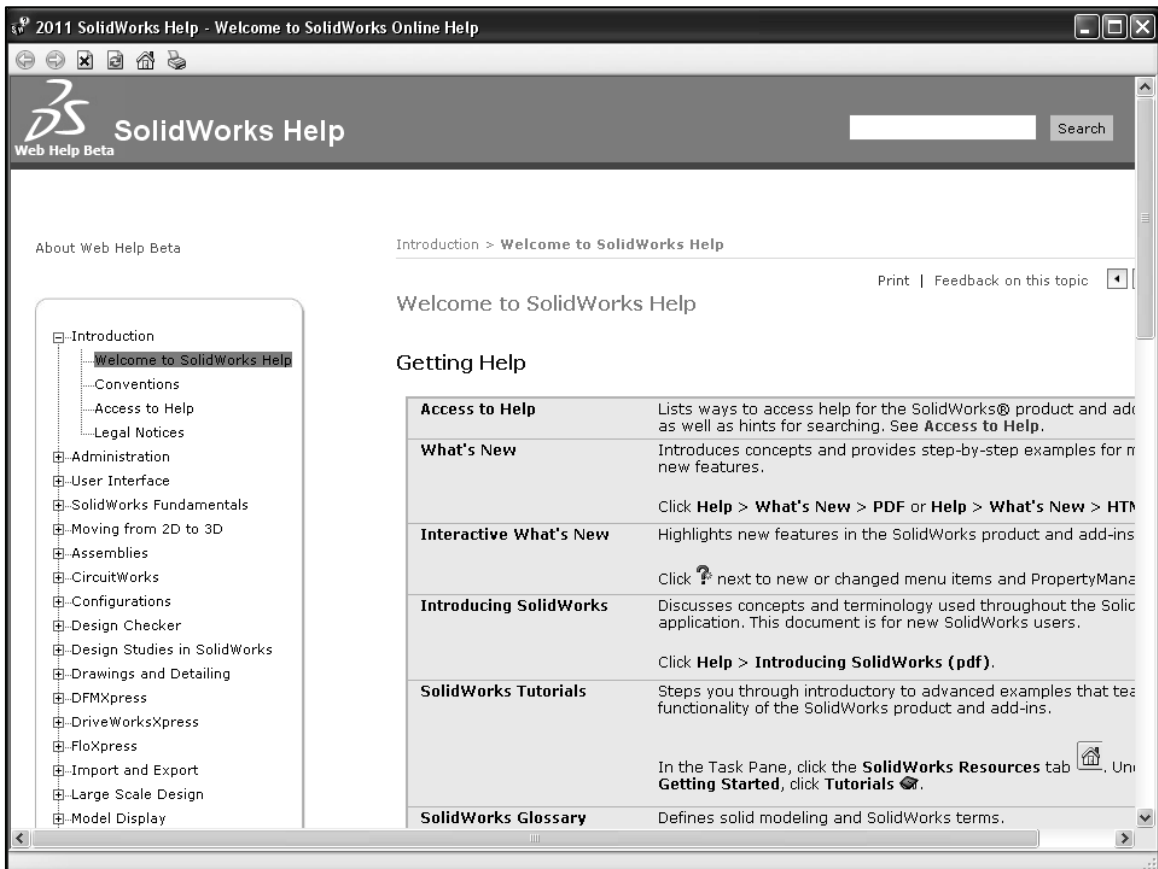 2011 SolidWorks Help - Welcome to SolidWorks Online Help
SolidWorks Help
Web Help Beta
Search
About Web Help Beta
Introduction
Welcome to SolidWorks Help
Conventions
Access to Help
Legal Notices
Administration
User Interface
SolidWorks Fundamentals
Moving from 2D to 3D
Assemblies
CircuitWorks
Configurations
Design Checker
Design Studies in SolidWorks
Drawings and Detailing
DFMXpress
DriveWorksXpress
FloXpress
Import and Export
Large Scale Design
Model Display
Introduction > Welcome to SolidWorks Help
Print | Feedback on this topic
Welcome to SolidWorks Help
Getting Help
Access to Help
Lists ways to access help for the SolidWorks® product and
as well as hints for searching. See Access to Help.
What's New
Introduces concepts and provides step-by-step examples for
new features.
Click Help > What's New > PDF or Help > What's New >
Interactive What's New
Highlights new features in the SolidWorks product and add-ins
Click ? next to new or changed menu items and
Introducing SolidWorks
Discusses concepts and terminology used throughout the
application. This document is for new SolidWorks users.
Click Help > Introducing SolidWorks (pdf).
SolidWorks Tutorials
Steps you through introductory to advanced examples that
functionality of the SolidWorks product and add-ins.
In the Task Pane, click the SolidWorks Resources tab .
Getting Started, click Tutorials .
SolidWorks Glossary
Defines solid modeling and SolidWorks terms.